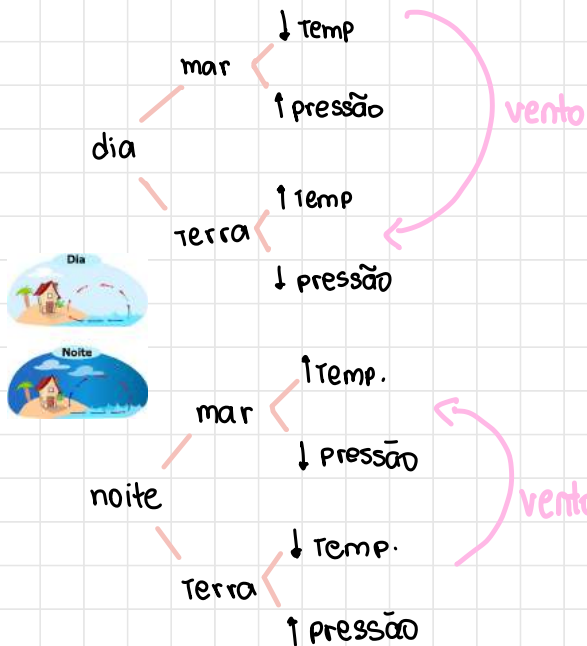 ↓ Temp
mar
↑ pressão
vento
dia
↑ Temp
Terra
↓ pressão
Dia
Noite
↑ Temp.
mar
↓ pressão
noite
vento
↓ Temp.
Terra
↑ pressão